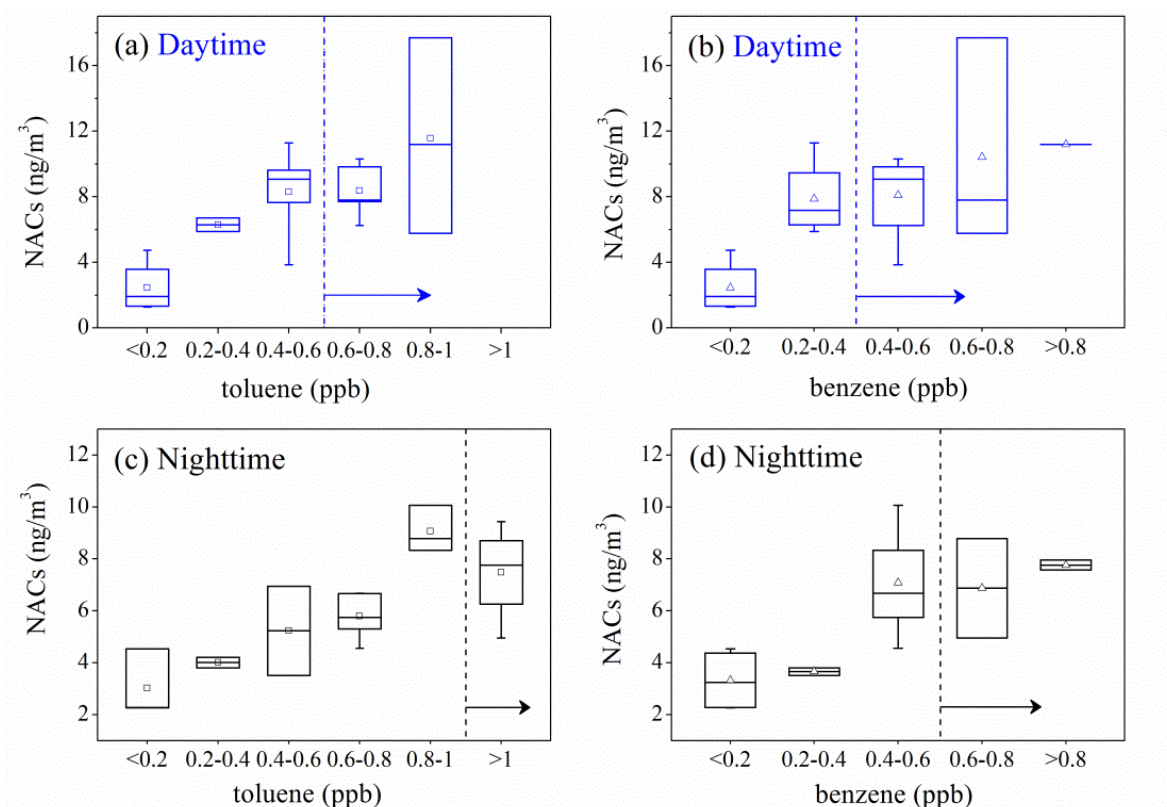 (a) Daytime
NACs (ng/m³)
16
12
8
4
0
<0.2 0.2-0.4 0.4-0.6 0.6-0.8 0.8-1 >1
toluene (ppb)
(b) Daytime
NACs (ng/m³)
16
12
8
4
0
<0.2 0.2-0.4 0.4-0.6 0.6-0.8 >0.8
benzene (ppb)
(c) Nighttime
NACs (ng/m³)
12
10
8
6
4
2
<0.2 0.2-0.4 0.4-0.6 0.6-0.8 0.8-1 >1
toluene (ppb)
(d) Nighttime
NACs (ng/m³)
12
10
8
6
4
2
<0.2 0.2-0.4 0.4-0.6 0.6-0.8 >0.8
benzene (ppb)